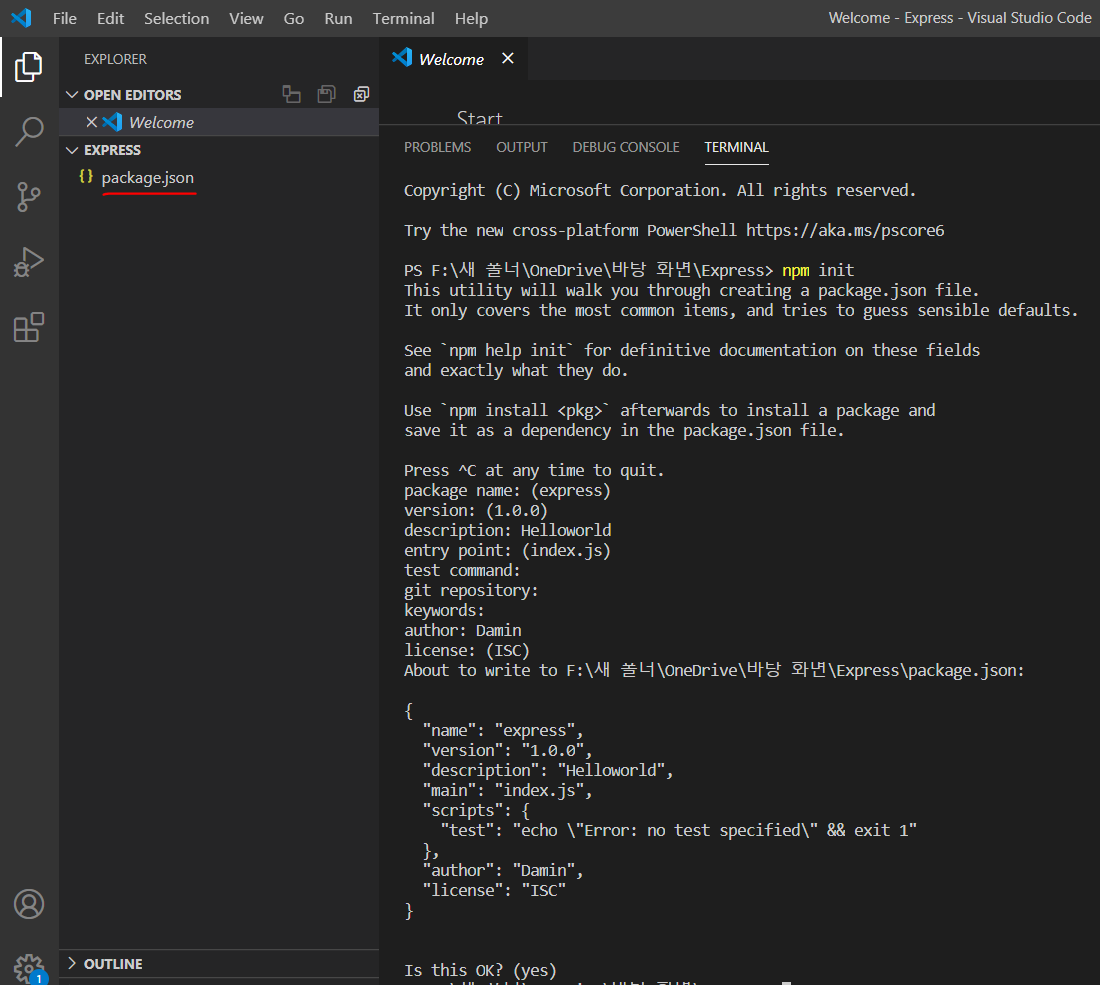 File Edit Selection View Go Run Terminal Help
Welcome - Express - Visual Studio Code
EXPLORER
OPEN EDITORS
Welcome
EXPRESS
package.json
OUTLINE
1
Welcome
Start
PROBLEMS OUTPUT DEBUG CONSOLE TERMINAL
Copyright (C) Microsoft Corporation. All rights reserved.
Try the new cross-platform PowerShell https://aka.ms/pscore6
PS F:\새 폴더\OneDrive\바탕 화면\Express> npm init
This utility will walk you through creating a package.json file.
It only covers the most common items, and tries to guess sensible defaults.
See `npm help init` for definitive documentation on these fields
and exactly what they do.
Use `npm install <pkg>` afterwards to install a package and
save it as a dependency in the package.json file.
Press ^C at any time to quit.
package name: (express)
version: (1.0.0)
description: Helloworld
entry point: (index.js)
test command:
git repository:
keywords:
author: Damin
license: (ISC)
About to write to F:\새 폴더\OneDrive\바탕 화면\Express\package.json:
{
  "name": "express",
  "version": "1.0.0",
  "description": "Helloworld",
  "main": "index.js",
  "scripts": {
    "test": "echo \"Error: no test specified\" && exit 1"
  },
  "author": "Damin",
  "license": "ISC"
}
Is this OK? (yes)